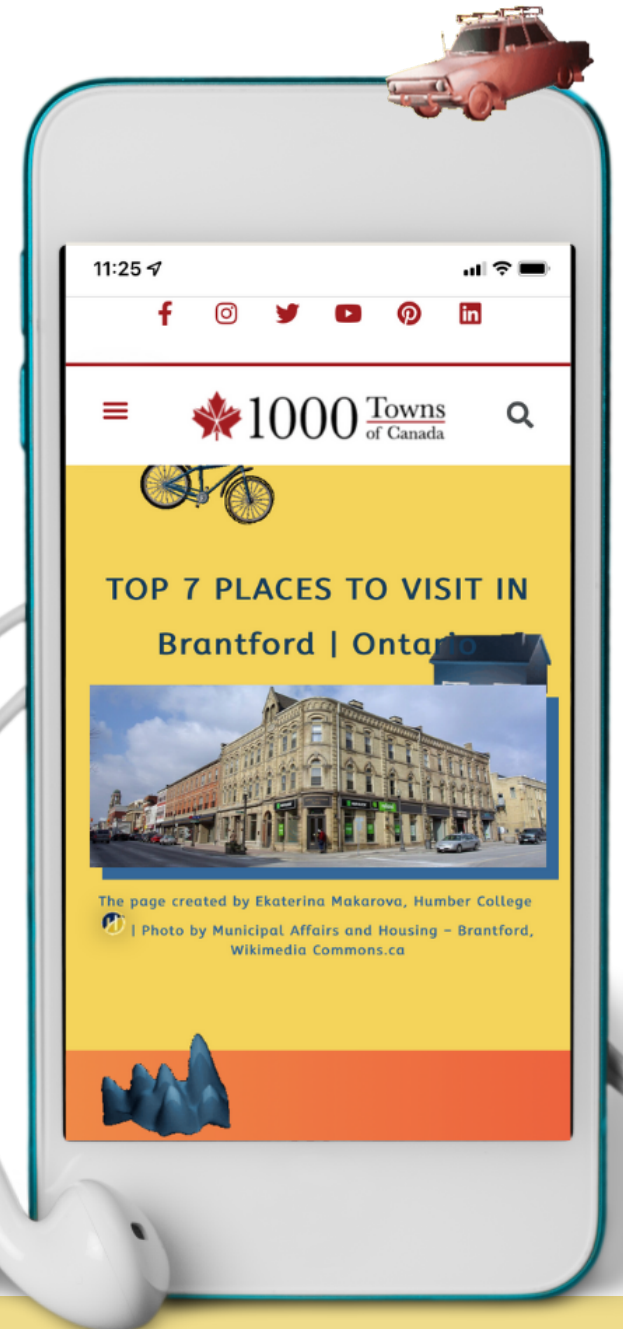 11:25
1000 Towns
of Canada
TOP 7 PLACES TO VISIT IN
Brantford | Ontario
The page created by Ekaterina Makarova, Humber College
| Photo by Municipal Affairs and Housing – Brantford,
Wikimedia Commons.ca